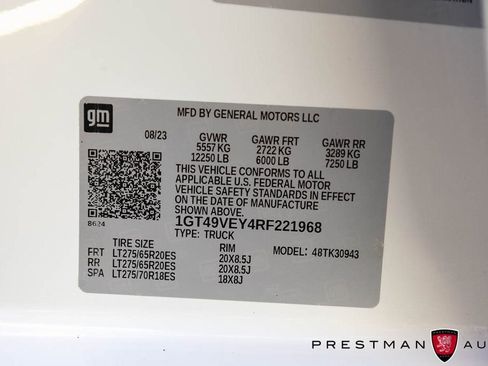 gm
MFD BY GENERAL MOTORS LLC
08/23 GVWR GAWR FRT GAWR RR
5557 KG 2722 KG 3289 KG
12250 LB 6000 LB 7250 LB
THIS VEHICLE CONFORMS TO ALL
APPLICABLE U.S. FEDERAL MOTOR
VEHICLE SAFETY STANDARDS IN EFFECT
ON THE DATE OF MANUFACTURE
SHOWN ABOVE.
8624
1GT49VEY4RF221968
TYPE: TRUCK
TIRE SIZE RIM MODEL: 48TK30943
FRT LT275/65R20ES 20X8.5J
RR LT275/65R20ES 20X8.5J
SPA LT275/70R18ES 18X8J
PRESTMAN AU